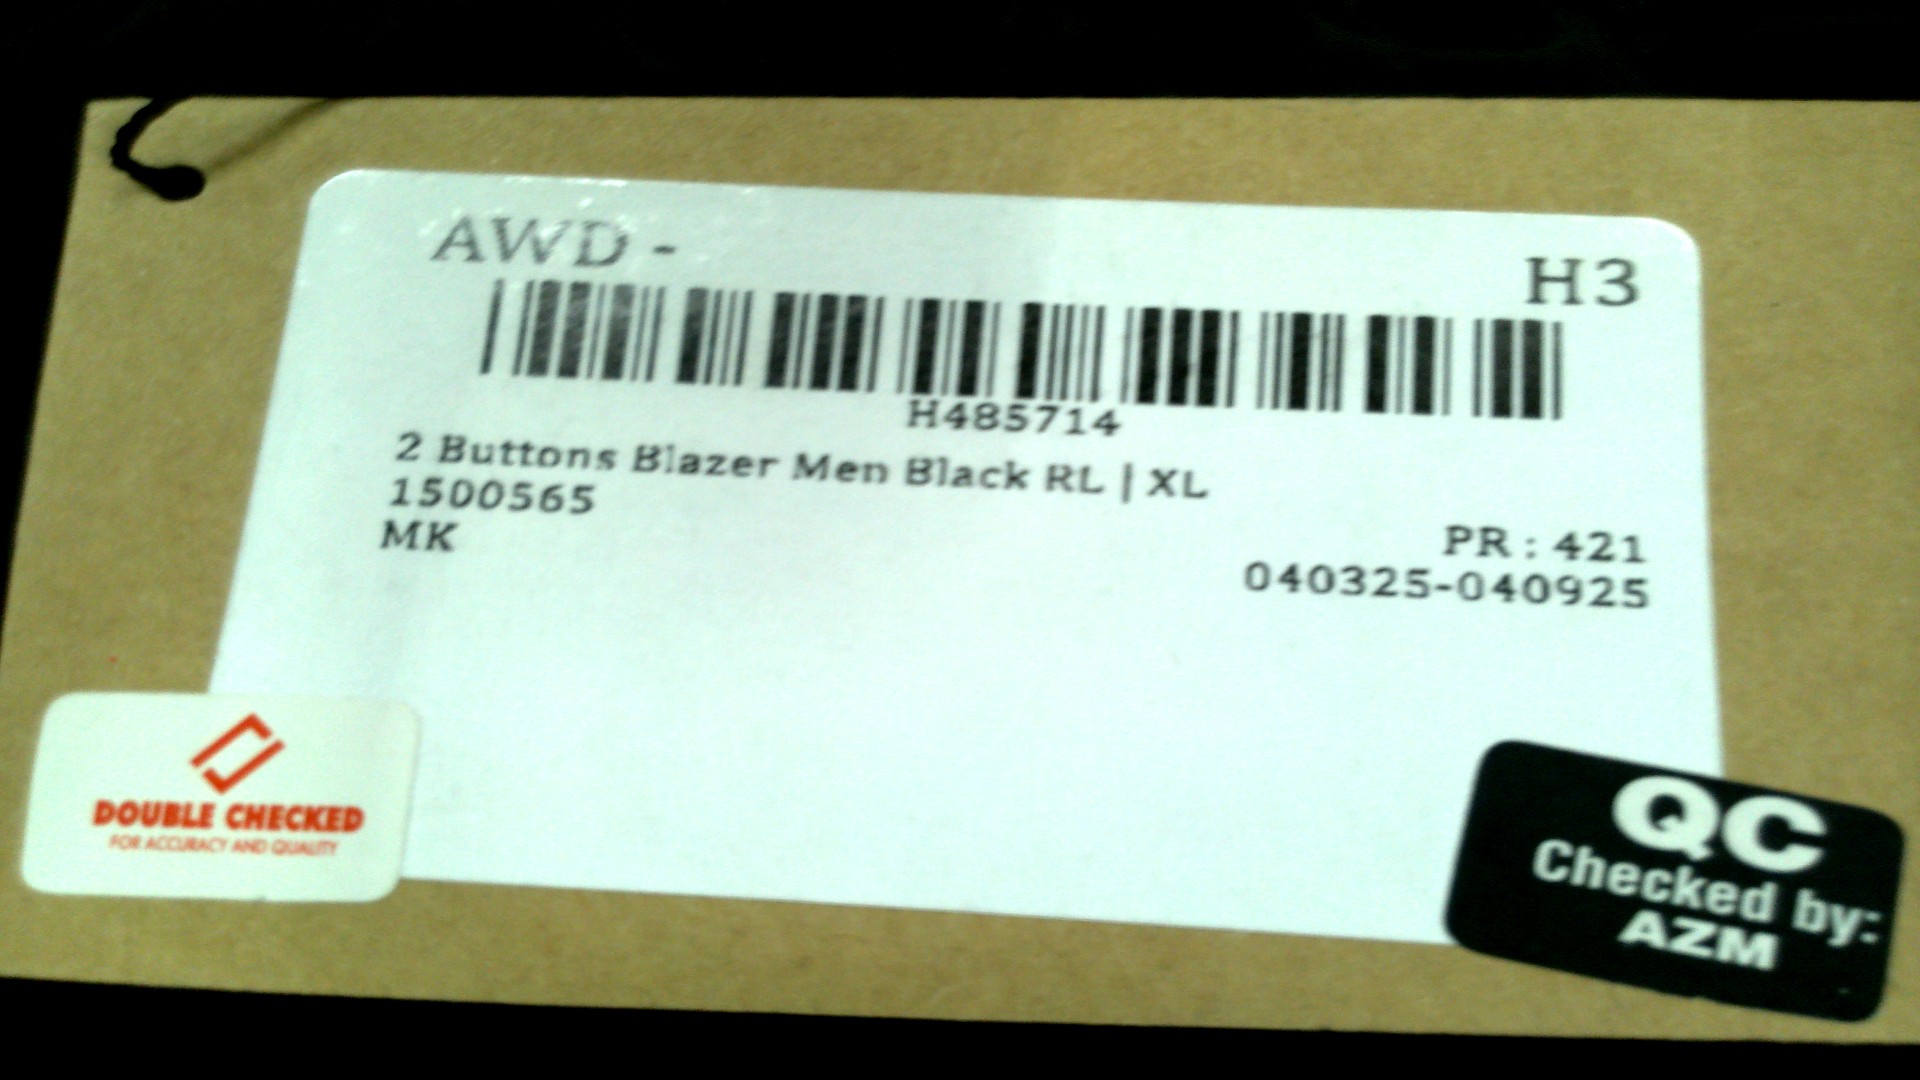 AWD -
H3
H485714
2 Buttons Blazer Men Black RL | XL
1500565
MK
PR : 421
040325-040925
DOUBLE CHECKED
FOR ACCURACY AND QUALITY
QC
Checked by:
AZM